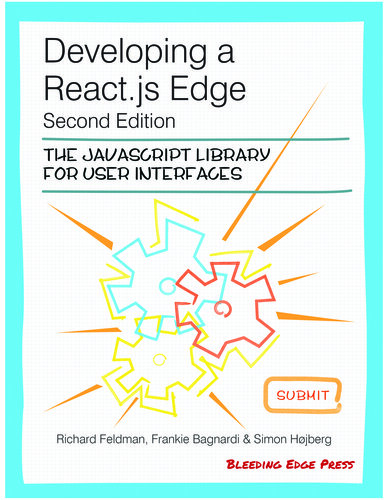 Developing a
React.js Edge
Second Edition
THE JAVASCRIPT LIBRARY
FOR USER INTERFACES
SUBMIT
Richard Feldman, Frankie Bagnardi & Simon Højberg
BLEEDING EDGE PRESS